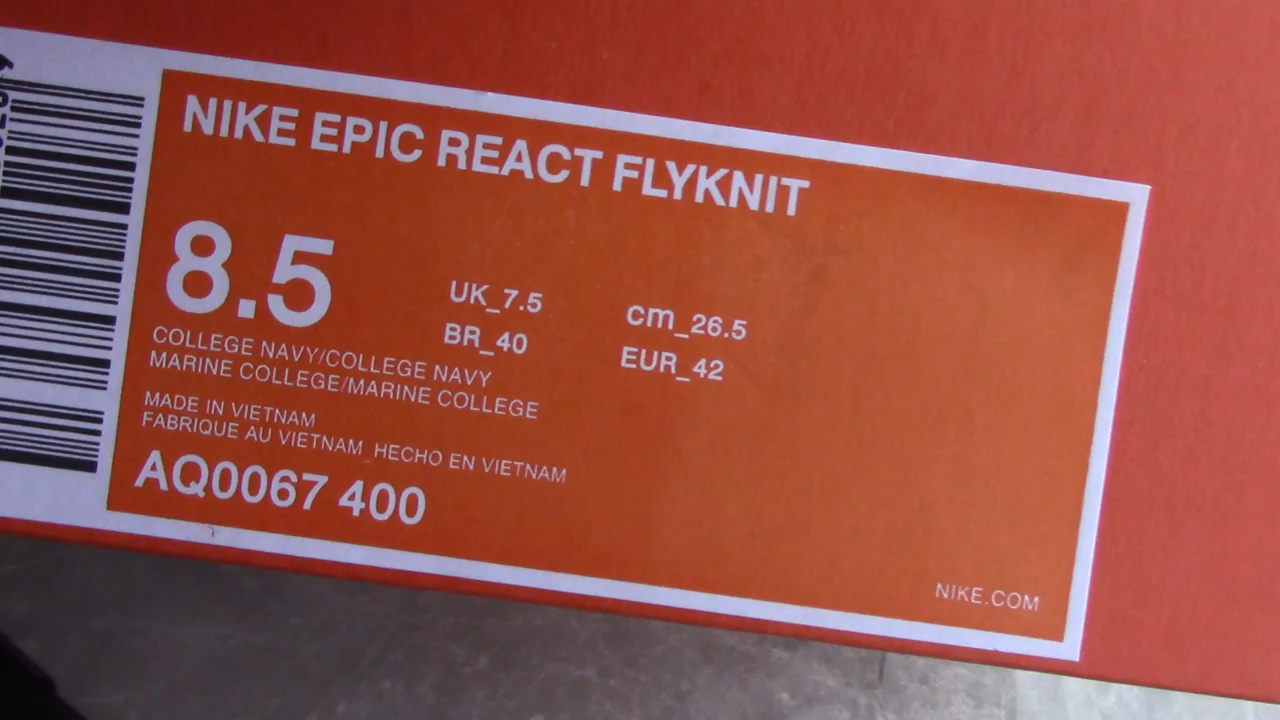 NIKE EPIC REACT FLYKNIT
8.5
UK_7.5
cm_26.5
BR_40
EUR_42
COLLEGE NAVY/COLLEGE NAVY
MARINE COLLEGE/MARINE COLLEGE
MADE IN VIETNAM
FABRIQUE AU VIETNAM_HECHO EN VIETNAM
AQ0067 400
NIKE.COM